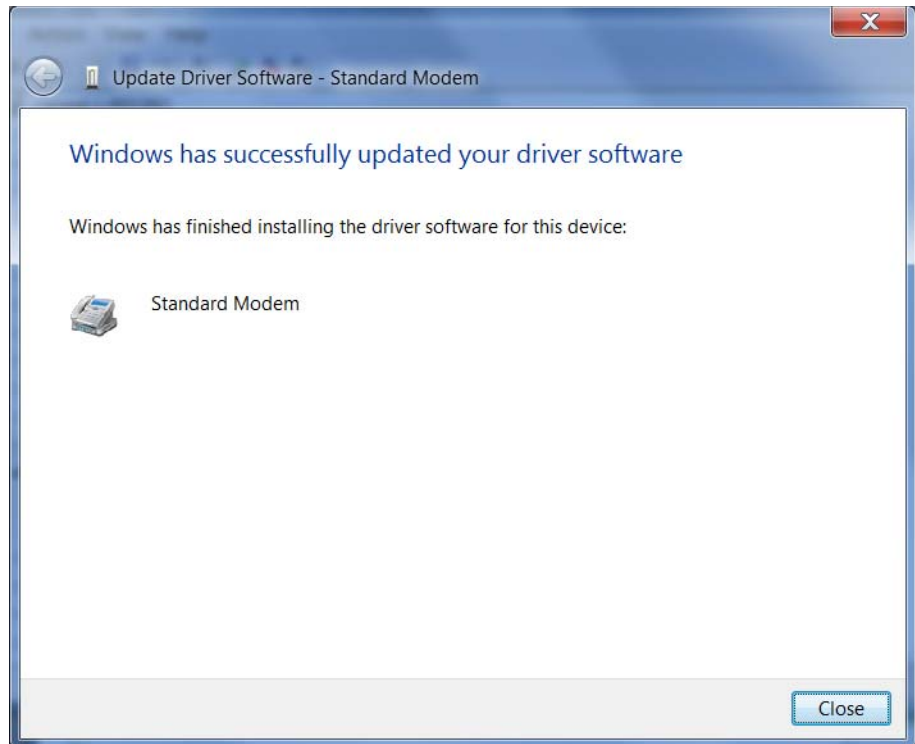 Update Driver Software - Standard Modem
Windows has successfully updated your driver software
Windows has finished installing the driver software for this device:
Standard Modem
Close